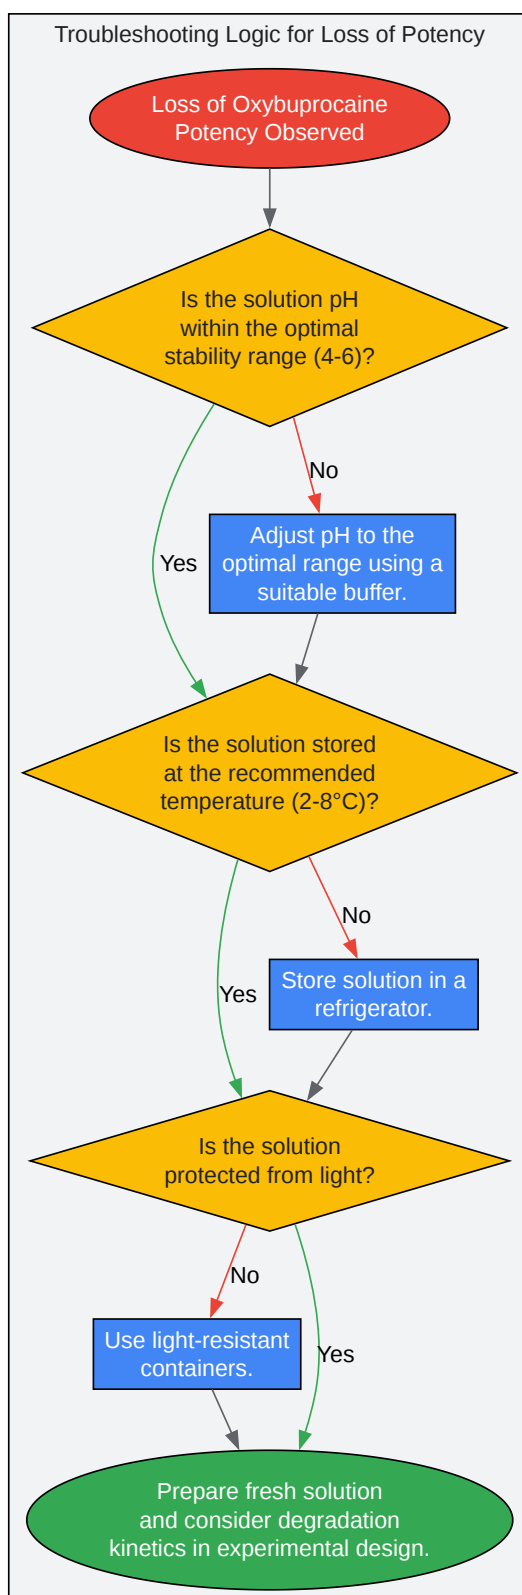 Troubleshooting Logic for Loss of Potency
Loss of Oxybuprocaine
Potency Observed
Is the solution pH
within the optimal
stability range (4-6)?
No
Yes
Adjust pH to the
optimal range using a
suitable buffer.
Is the solution stored
at the recommended
temperature (2-8°C)?
No
Yes
Store solution in a
refrigerator.
Is the solution
protected from light?
No
Yes
Use light-resistant
containers.
Prepare fresh solution
and consider degradation
kinetics in experimental design.